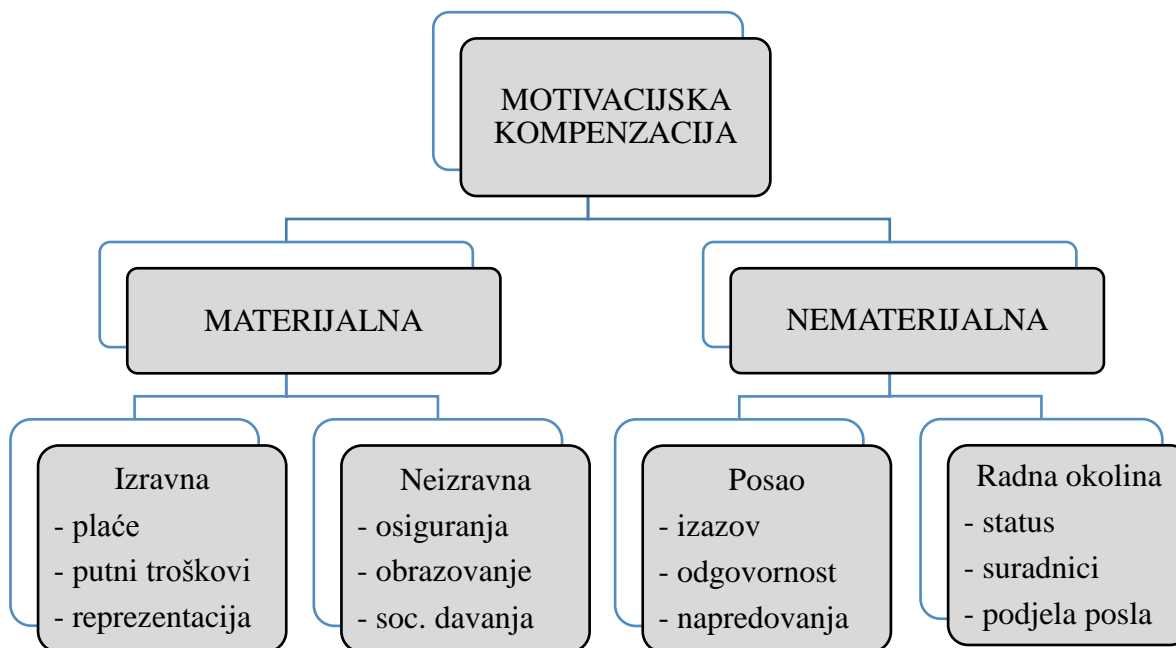 MOTIVACIJSKA
KOMPENZACIJA
MATERIJALNA
NEMATERIJALNA
Izravna
- plaće
- putni troškovi
- reprezentacija
Neizravna
- osiguranja
- obrazovanje
- soc. davanja
Posao
- izazov
- odgovornost
- napredovanja
Radna okolina
- status
- suradnici
- podjela posla